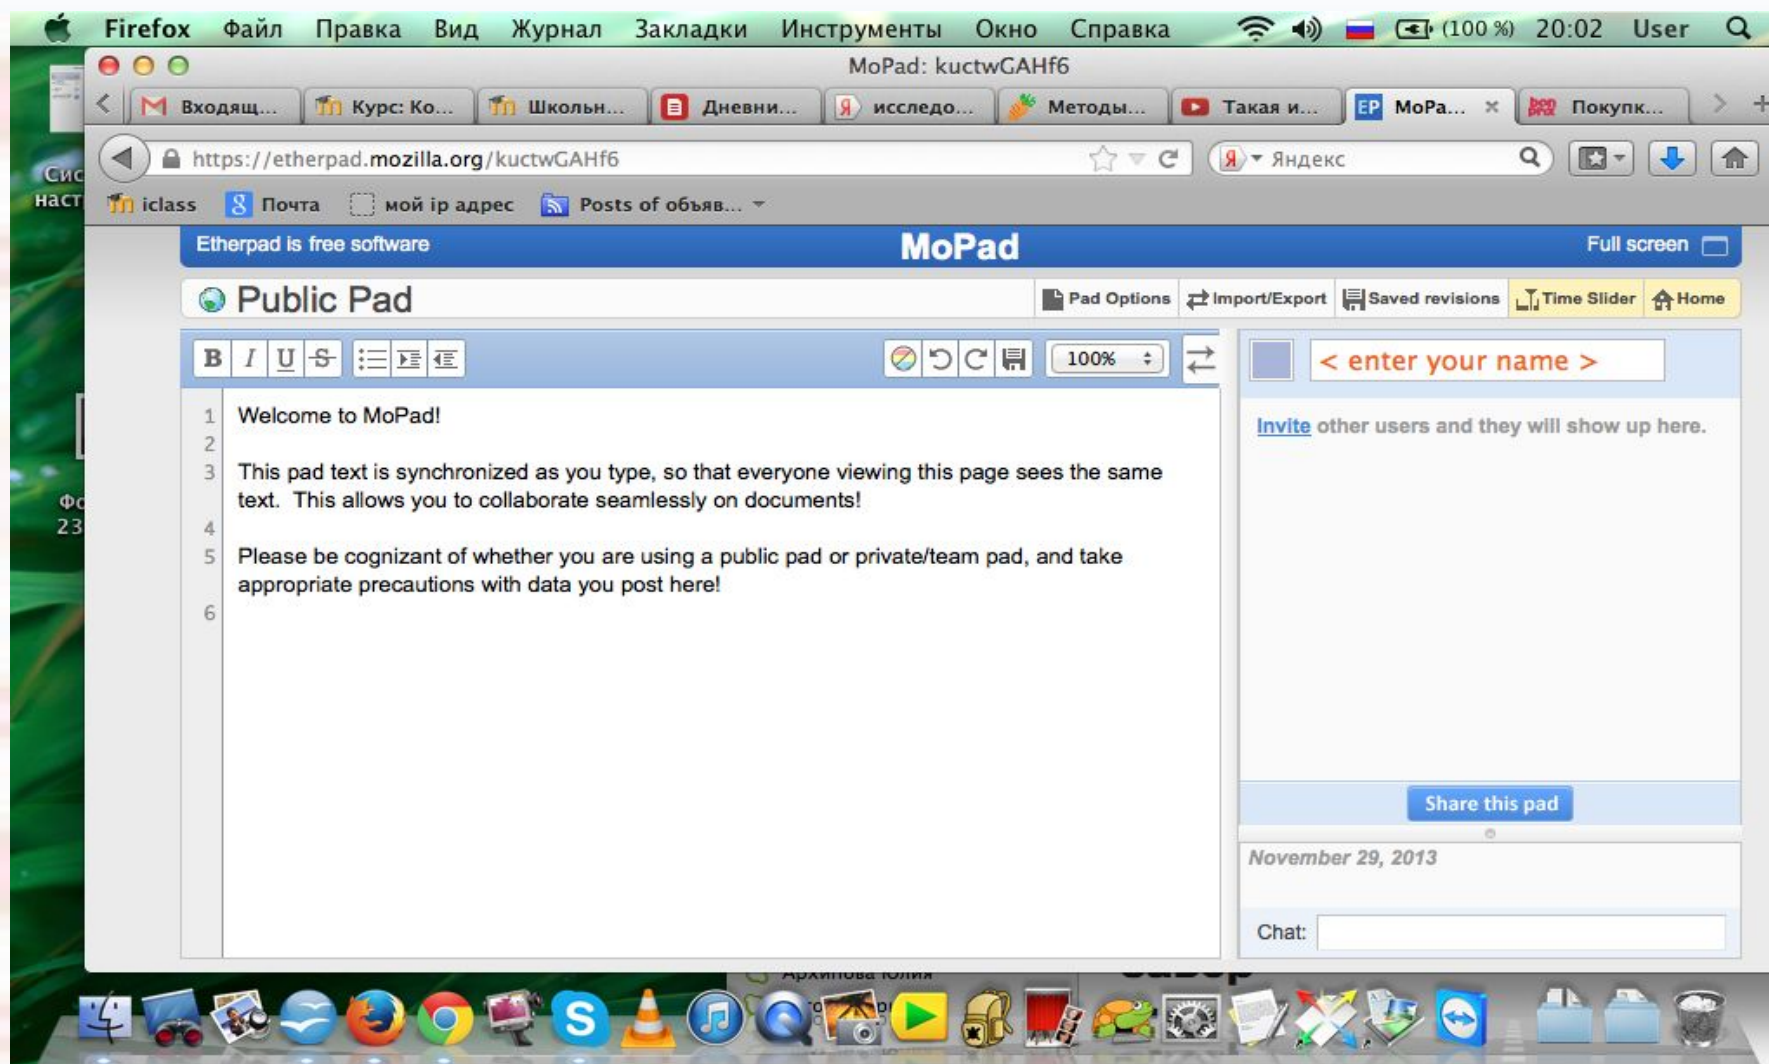 Firefox Файл Правка Вид Журнал Закладки Инструменты Окно Справка (100 %) 20:02 User
MoPad: kuctwGAHf6
Входящ... Курс: Ко... Школьн... Дневни... исследо... Методы... Такая и... MoPa... Покупк...
https://etherpad.mozilla.org/kuctwGAHf6 Яндекс
iclass Почта мой ip адрес Posts of объяв...
Etherpad is free software MoPad Full screen
Public Pad Pad Options Import/Export Saved revisions Time Slider Home
B I U S 100%
< enter your name >
1 Welcome to MoPad!
2
3 This pad text is synchronized as you type, so that everyone viewing this page sees the same
text. This allows you to collaborate seamlessly on documents!
4
5 Please be cognizant of whether you are using a public pad or private/team pad, and take
appropriate precautions with data you post here!
6
Invite other users and they will show up here.
Share this pad
November 29, 2013
Chat: